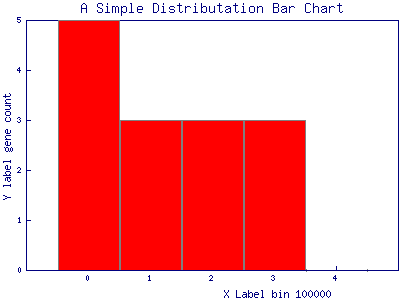 A Simple Distributation Bar Chart
5
4
3
2
1
0
Y label gene count
0 1 2 3 4
X Label bin 100000